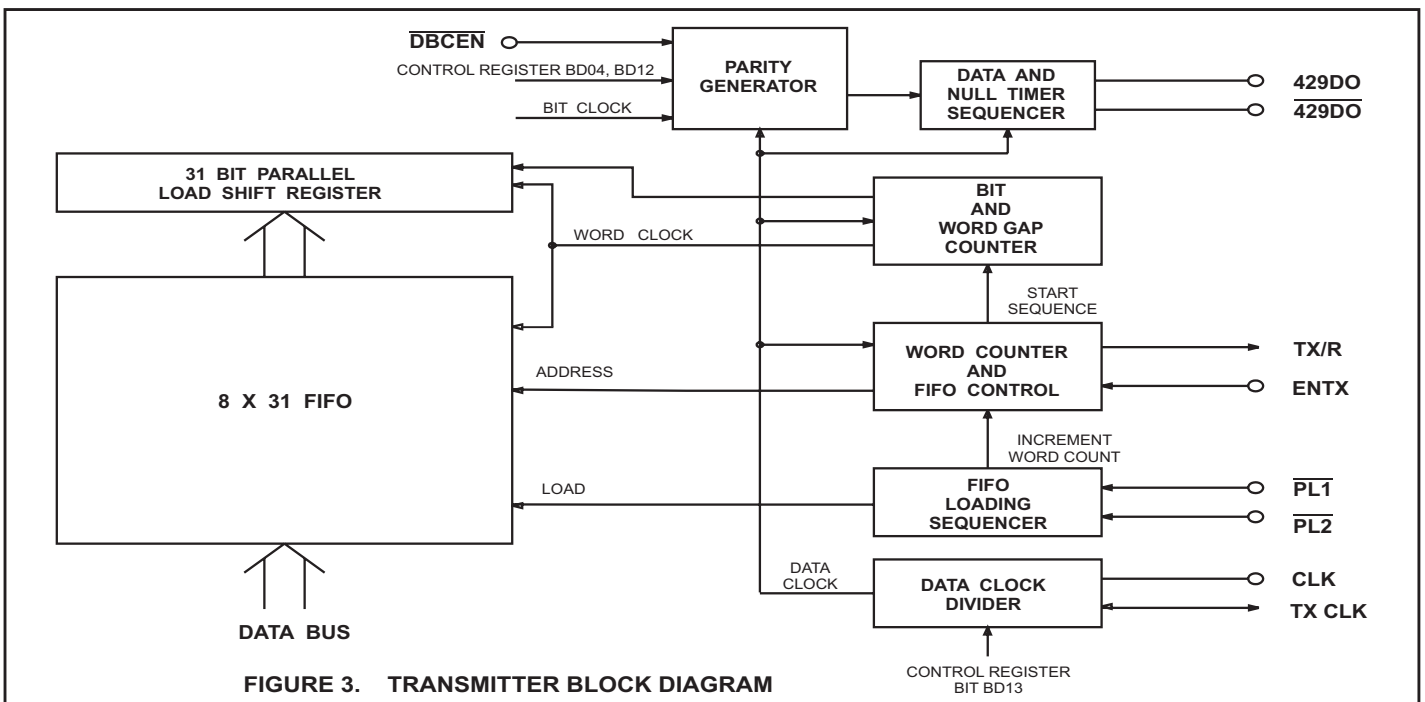 DBCEN
CONTROL REGISTER BD04, BD12
BIT CLOCK
PARITY
GENERATOR
DATA AND
NULL TIMER
SEQUENCER
429DO
429DO
31 BIT PARALLEL
LOAD SHIFT REGISTER
BIT
AND
WORD GAP
COUNTER
WORD CLOCK
START
SEQUENCE
8 X 31 FIFO
ADDRESS
WORD COUNTER
AND
FIFO CONTROL
TX/R
ENTX
INCREMENT
WORD COUNT
LOAD
FIFO
LOADING
SEQUENCER
PL1
PL2
DATA
CLOCK
DATA CLOCK
DIVIDER
CLK
TX CLK
DATA BUS
CONTROL REGISTER
BIT BD13
FIGURE 3. TRANSMITTER BLOCK DIAGRAM